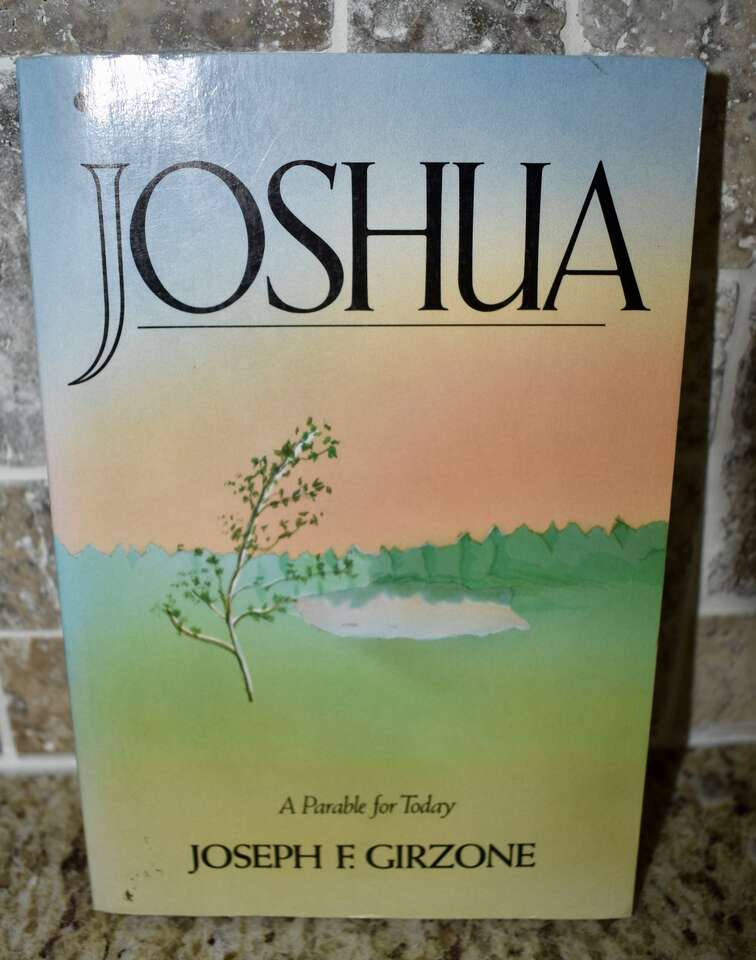 JOSHUA
A Parable for Today
JOSEPH F. GIRZONE